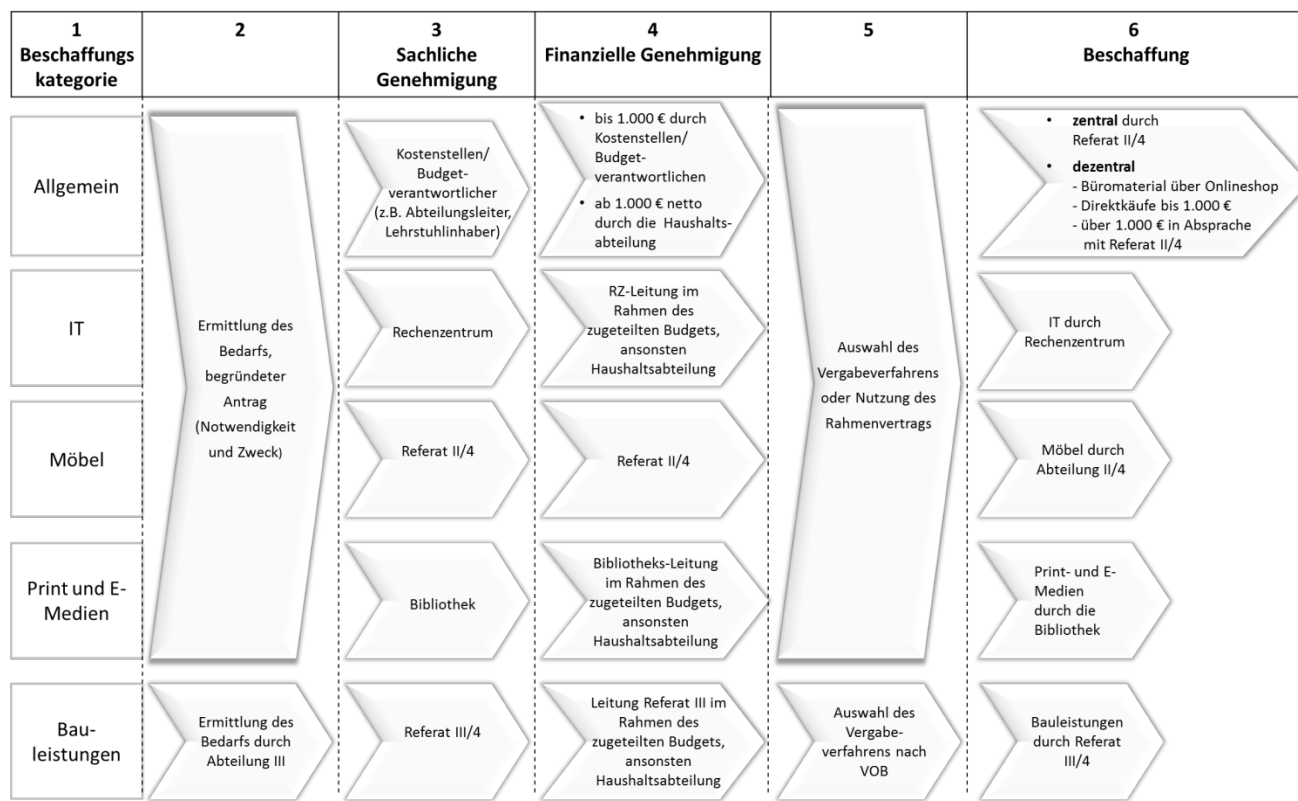 1
Beschaffungs
kategorie
2
3
Sachliche
Genehmigung
4
Finanzielle Genehmigung
5
6
Beschaffung
Allgemein
Ermittlung des
Bedarfs,
begründeter
Antrag
(Notwendigkeit
und Zweck)
Kostenstellen/
Budget-
verantwortlicher
(z.B. Abteilungsleiter,
Lehrstuhlinhaber)
• bis 1.000 € durch
Kostenstellen/
Budget-
verantwortlichen
• ab 1.000 € netto
durch die Haushalts-
abteilung
Auswahl des
Vergabeverfahrens
oder Nutzung des
Rahmenvertrags
• zentral durch
Referat II/4
• dezentral
- Büromaterial über Onlineshop
- Direktkäufe bis 1.000 €
- über 1.000 € in Absprache
mit Referat II/4
IT
Rechenzentrum
RZ-Leitung im
Rahmen des
zugeteilten Budgets,
ansonsten
Haushaltsabteilung
IT durch
Rechenzentrum
Möbel
Referat II/4
Referat II/4
Möbel durch
Abteilung II/4
Print und E-
Medien
Bibliothek
Bibliotheks-Leitung
im Rahmen des
zugeteilten Budgets,
ansonsten
Haushaltsabteilung
Print- und E-
Medien
durch die
Bibliothek
Bau-
leistungen
Ermittlung des
Bedarfs durch
Abteilung III
Referat III/4
Leitung Referat III im
Rahmen des
zugeteilten Budgets,
ansonsten
Haushaltsabteilung
Auswahl des
Vergabe-
verfahrens nach
VOB
Bauleistungen
durch Referat
III/4